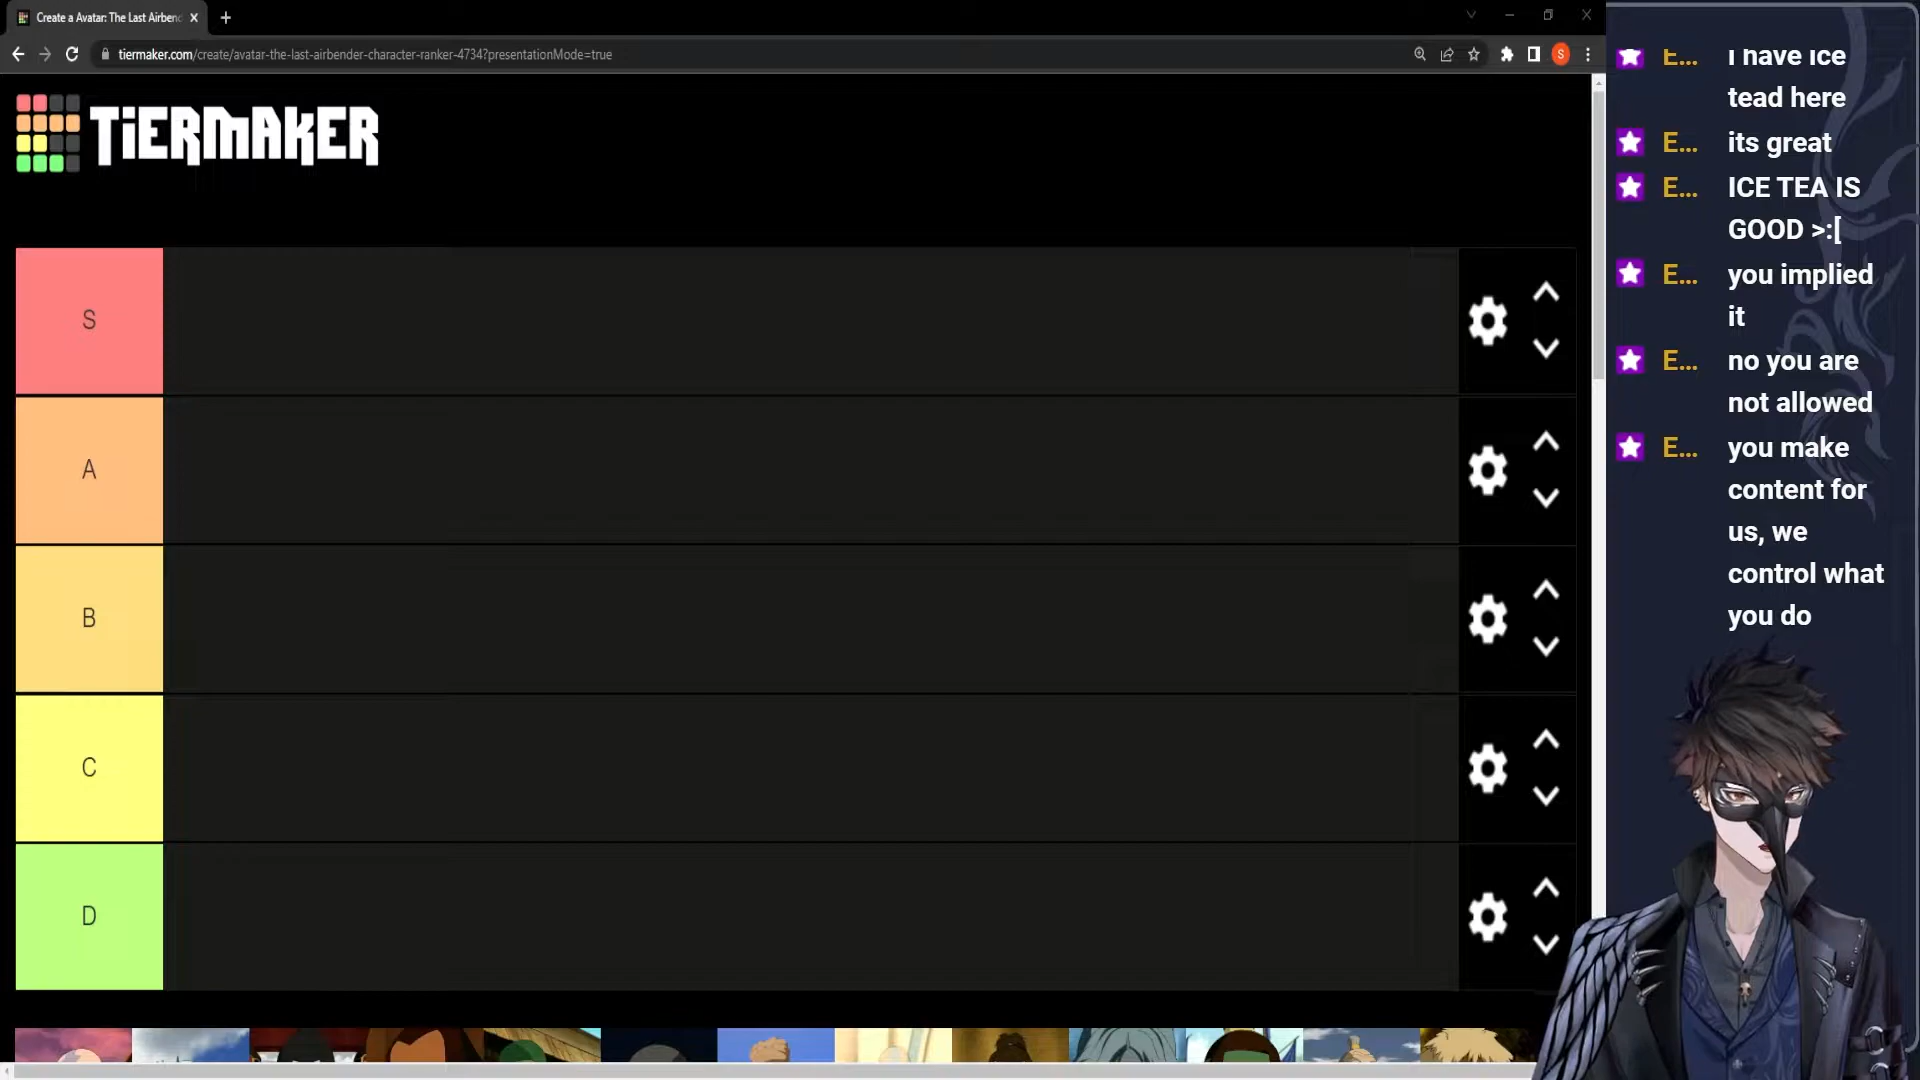 Create a Avatar: The Last Airbend
tiermaker.com/create/avatar-the-last-airbender-character-ranker-4734?presentationMode=true
S
TiERMAKER
S
A
B
C
D
E... I have ice
tead here
E... its great
E... ICE TEA IS
GOOD >:[
E... you implied
it
E... no you are
not allowed
E... you make
content for
us, we
control what
you do